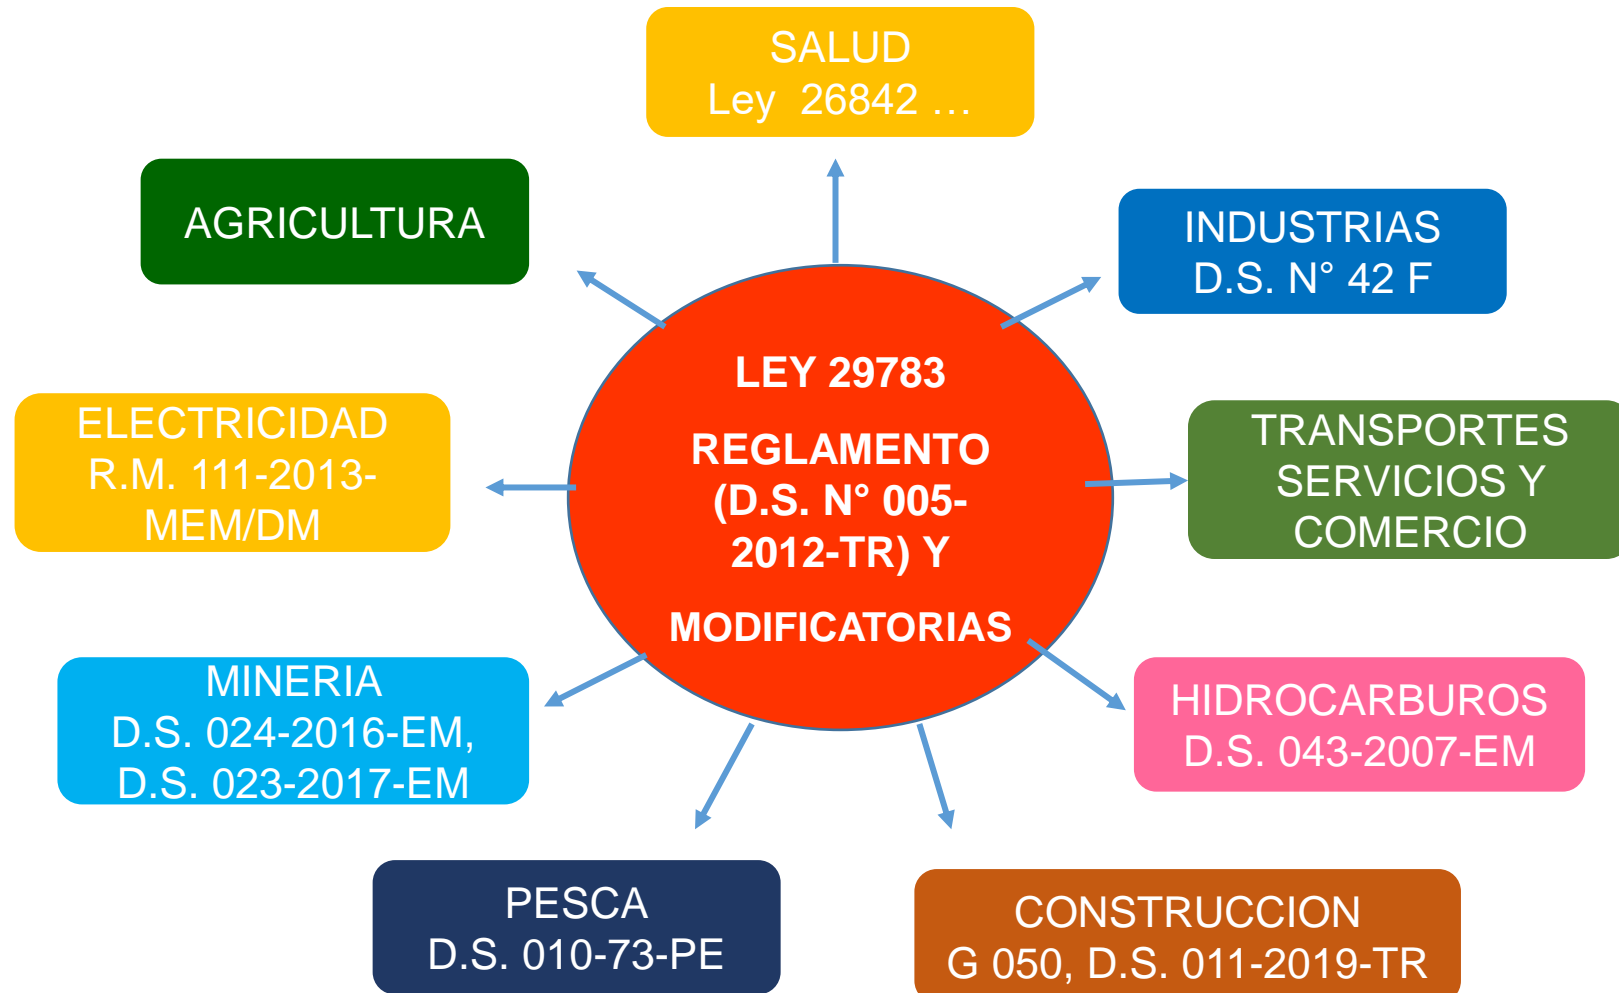 SALUD
Ley 26842 ...
AGRICULTURA
INDUSTRIAS
D.S. N° 42 F
LEY 29783
REGLAMENTO
(D.S. N° 005-
2012-TR) Y
MODIFICATORIAS
ELECTRICIDAD
R.M. 111-2013-
MEM/DM
TRANSPORTES
SERVICIOS Y
COMERCIO
MINERIA
D.S. 024-2016-EM,
D.S. 023-2017-EM
HIDROCARBUROS
D.S. 043-2007-EM
PESCA
D.S. 010-73-PE
CONSTRUCCION
G 050, D.S. 011-2019-TR